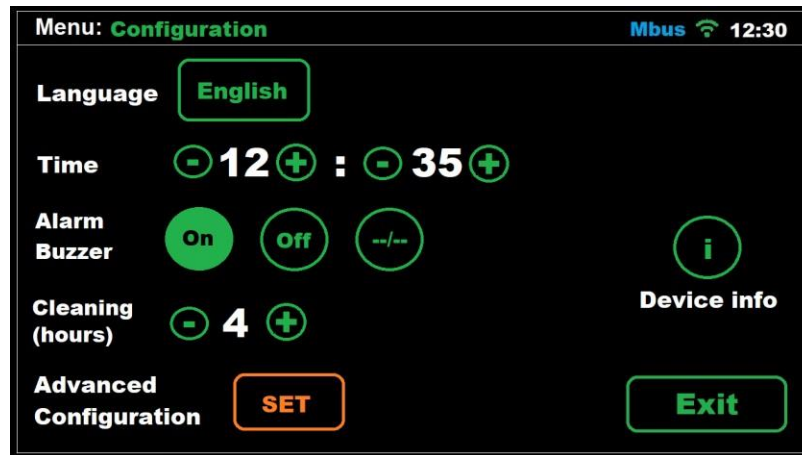 Menu: Configuration Mbus 12:30
Language English
Time - 12 + : - 35 +
Alarm
Buzzer On Off --/--
i
Device info
Cleaning
(hours) - 4 +
Advanced
Configuration SET Exit